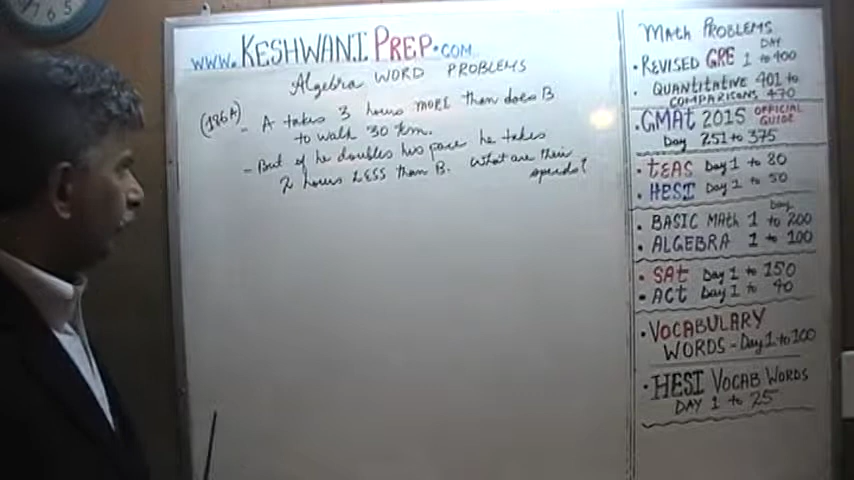 7 6 5
www.KESHWANIPREP.COM
Algebra WORD PROBLEMS
(126A) - A takes 3 hours MORE than does B
to walk 30 km.
- But if he doubles his pace he takes
2 hours LESS than B. What are their
speeds?
MATH PROBLEMS
DAY
• REVISED GRE 1 to 400
• QUANTITATIVE 401 to
COMPARISONS 470
• GMAT 2015 OFFICIAL GUIDE
Day 251 to 375
• TEAS Day 1 to 80
• HESI Day 1 to 50
Day
• BASIC MATH 1 to 200
• ALGEBRA 1 to 100
• SAT Day 1 to 150
• ACT Day 1 to 40
• VOCABULARY
WORDS - Day 1 to 100
• HESI VOCAB WORDS
DAY 1 to 25